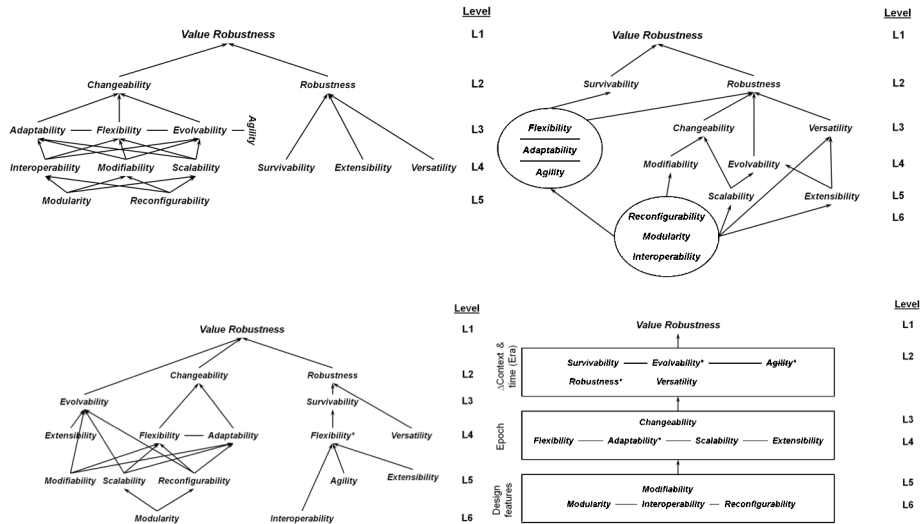 Level
Value Robustness
L1
Changeability
Robustness
L2
Adaptability
Flexibility
Evolvability
Agility
L3
Interoperability
Modifiability
Scalability
Survivability
Extensibility
Versatility
L4
Modularity
Reconfigurability
L5
Level
Value Robustness
L1
Survivability
Robustness
L2
Flexibility
Adaptability
Agility
Changeability
Versatility
L3
Modifiability
Evolvability
L4
Scalability
Extensibility
L5
Reconfigurability
Modularity
Interoperability
L6
Level
Value Robustness
L1
Changeability
Robustness
L2
Evolvability
Survivability
L3
Extensibility
Flexibility
Adaptability
Flexibility*
Versatility
L4
Modifiability
Scalability
Reconfigurability
Agility
Extensibility
L5
Modularity
Interoperability
L6
Level
Value Robustness
L1
ΔContext &
time (Era)
Survivability
Evolvability*
Agility*
L2
Robustness*
Versatility
Epoch
Changeability
L3
Flexibility
Adaptability*
Scalability
Extensibility
L4
Design
features
Modifiability
L5
Modularity
Interoperability
Reconfigurability
L6